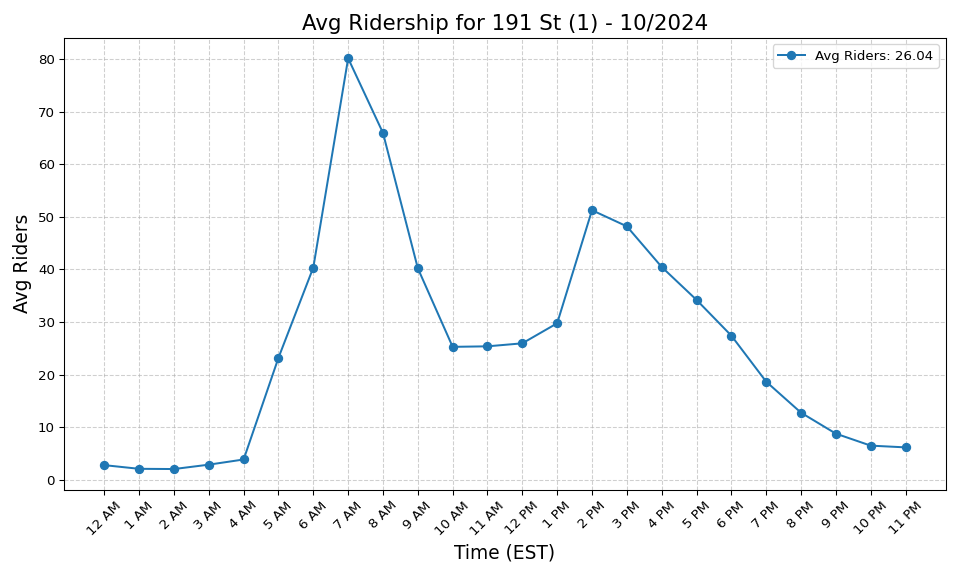 Avg Ridership for 191 St (1) - 10/2024
Avg Riders: 26.04
Avg Riders
80
70
60
50
40
30
20
10
0
12 AM
1 AM
2 AM
3 AM
4 AM
5 AM
6 AM
7 AM
8 AM
9 AM
10 AM
11 AM
12 PM
1 PM
2 PM
3 PM
4 PM
5 PM
6 PM
7 PM
8 PM
9 PM
10 PM
11 PM
Time (EST)